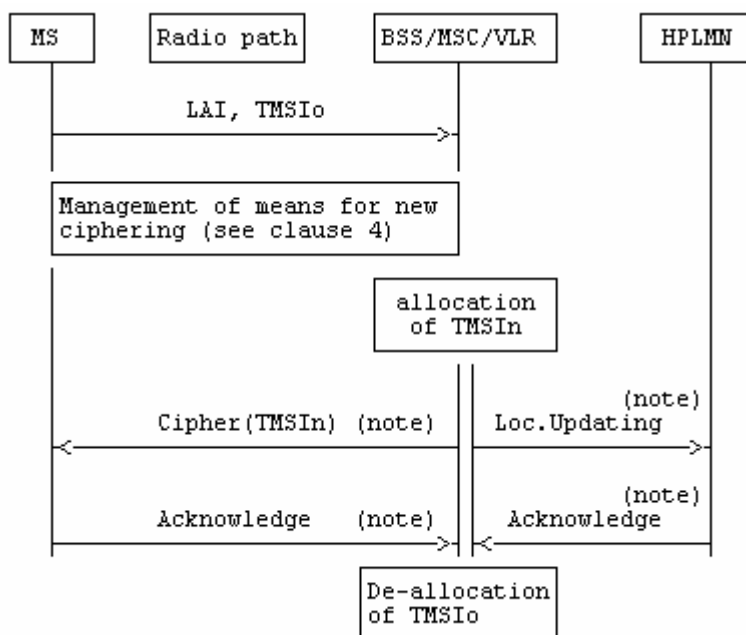 MS
Radio path
BSS/MSC/VLR
HPLMN
LAI, TMSIo
Management of means for new
ciphering (see clause 4)
allocation
of TMSIn
(note)
Cipher(TMSIn) (note)
Loc.Updating
(note)
Acknowledge (note)
Acknowledge
De-allocation
of TMSIo